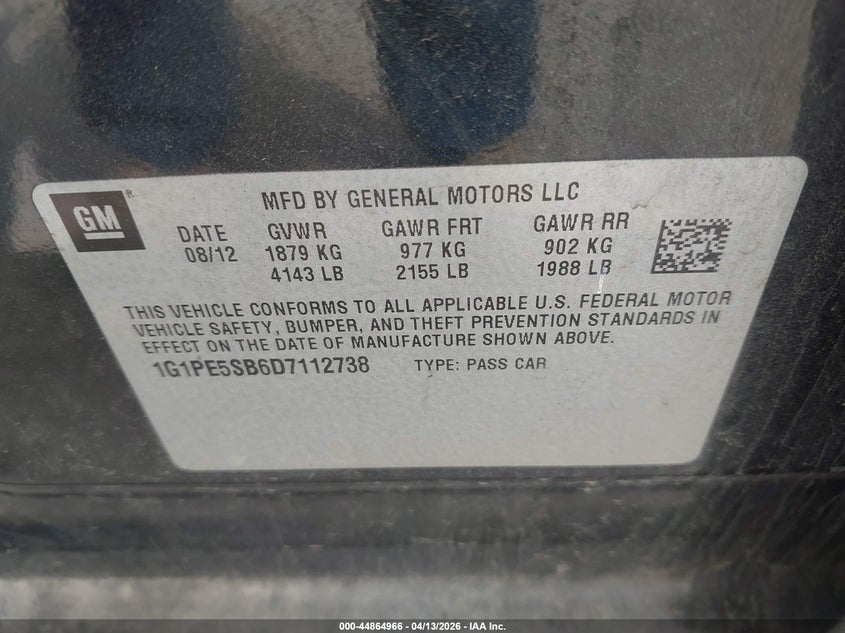 GM®
MFD BY GENERAL MOTORS LLC
DATE GVWR GAWR FRT GAWR RR
08/12 1879 KG 977 KG 902 KG
4143 LB 2155 LB 1988 LB
THIS VEHICLE CONFORMS TO ALL APPLICABLE U.S. FEDERAL MOTOR
VEHICLE SAFETY, BUMPER, AND THEFT PREVENTION STANDARDS IN
EFFECT ON THE DATE OF MANUFACTURE SHOWN ABOVE.
1G1PE5SB6D7112738 TYPE: PASS CAR
000-44864966 - 04/13/2026 - IAA Inc.